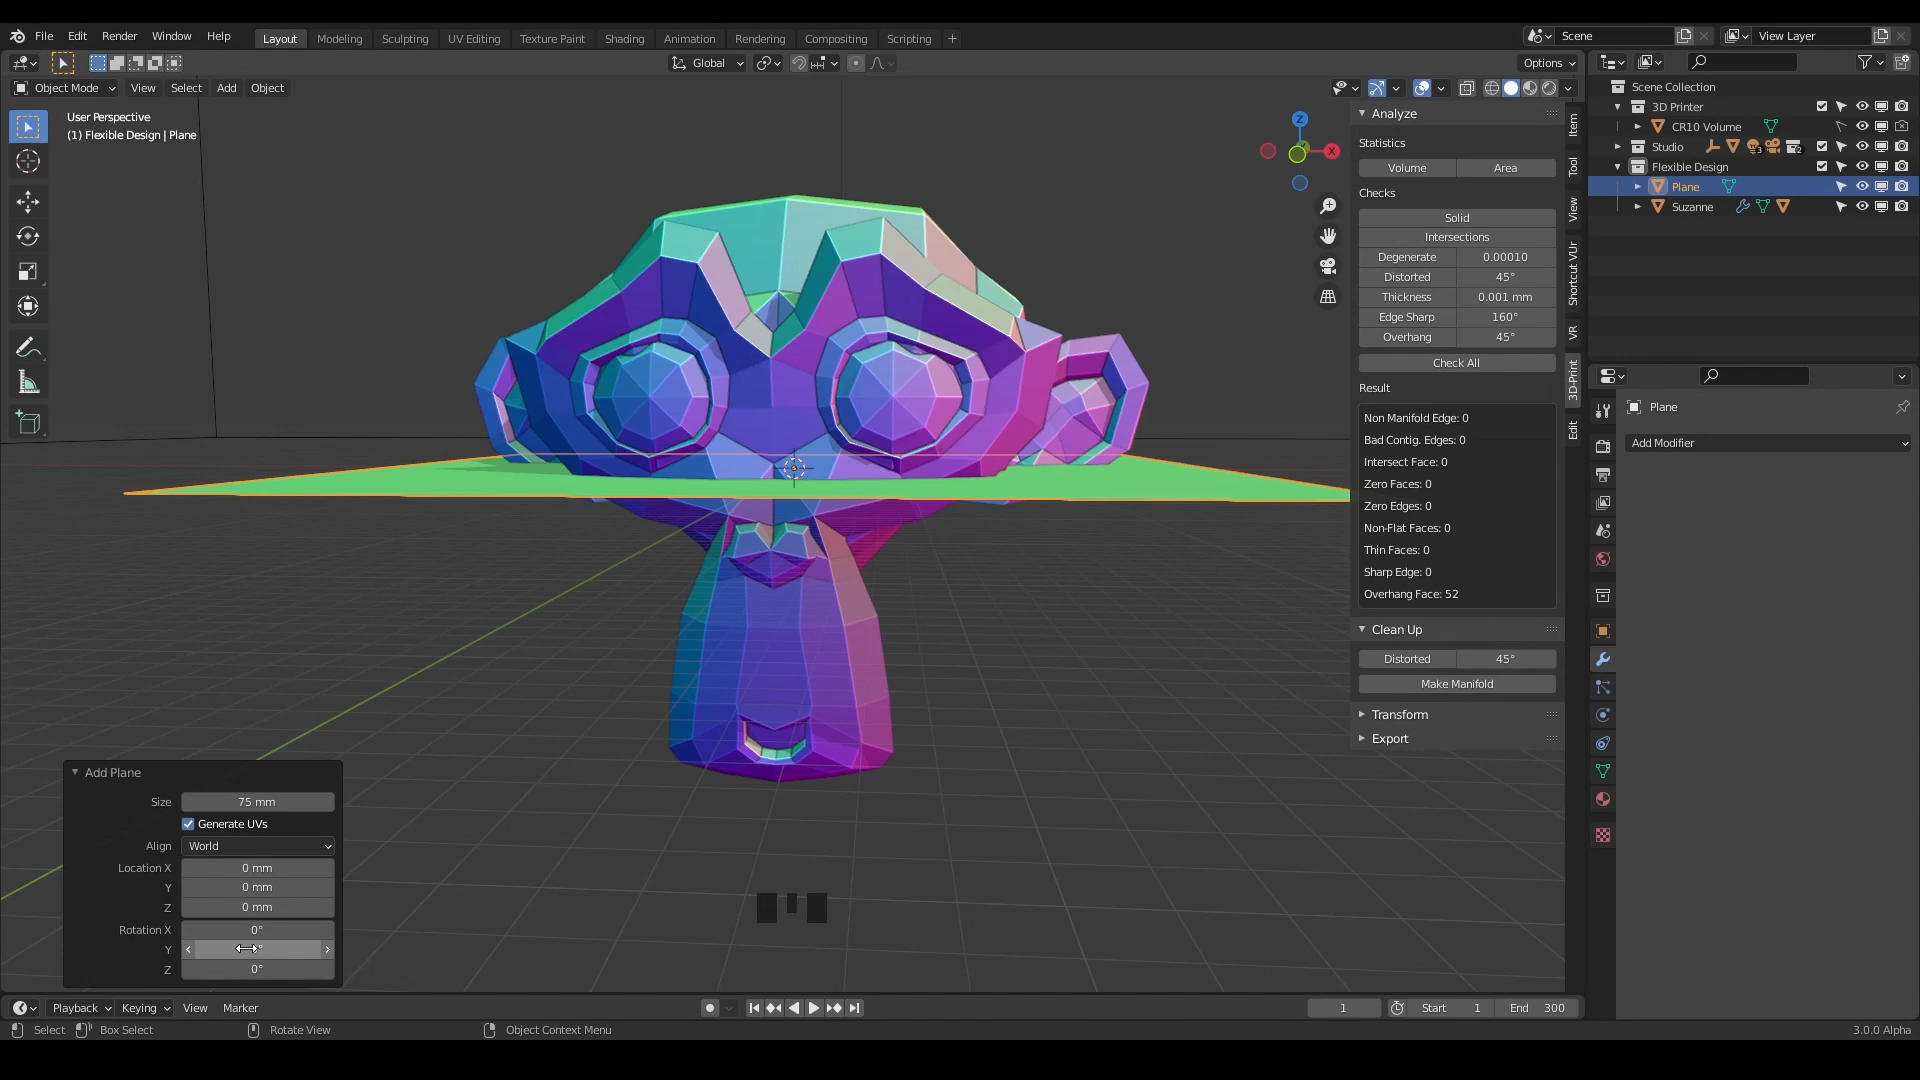 File Edit Render Window Help
Layout Modeling Sculpting UV Editing Texture Paint Shading Animation Rendering Compositing Scripting
Scene
View Layer
Global
Options
Object Mode View Select Add Object
User Perspective
(1) Flexible Design | Plane
Z
X
Analyze
Statistics
Volume Area
Checks
Solid
Intersections
Degenerate 0.00010
Distorted 45°
Thickness 0.001 mm
Edge Sharp 160°
Overhang 45°
Check All
Result
Non Manifold Edge: 0
Bad Contig. Edges: 0
Intersect Face: 0
Zero Faces: 0
Zero Edges: 0
Non-Flat Faces: 0
Thin Faces: 0
Sharp Edge: 0
Overhang Face: 52
Clean Up
Distorted 45°
Make Manifold
Transform
Export
Item
Tool
View
Shortcut VUr
VR
3D-Print
Edit
Scene Collection
3D Printer
CR10 Volume
Studio 3 2
Flexible Design
Plane
Suzanne
Plane
Add Modifier
Add Plane
Size 75 mm
Generate UVs
Align World
Location X 0 mm
Y 0 mm
Z 0 mm
Rotation X 0°
Y
Z 0°
Playback Keying View Marker
1
Start 1
End 300
Select Box Select Rotate View Object Context Menu
3.0.0 Alpha